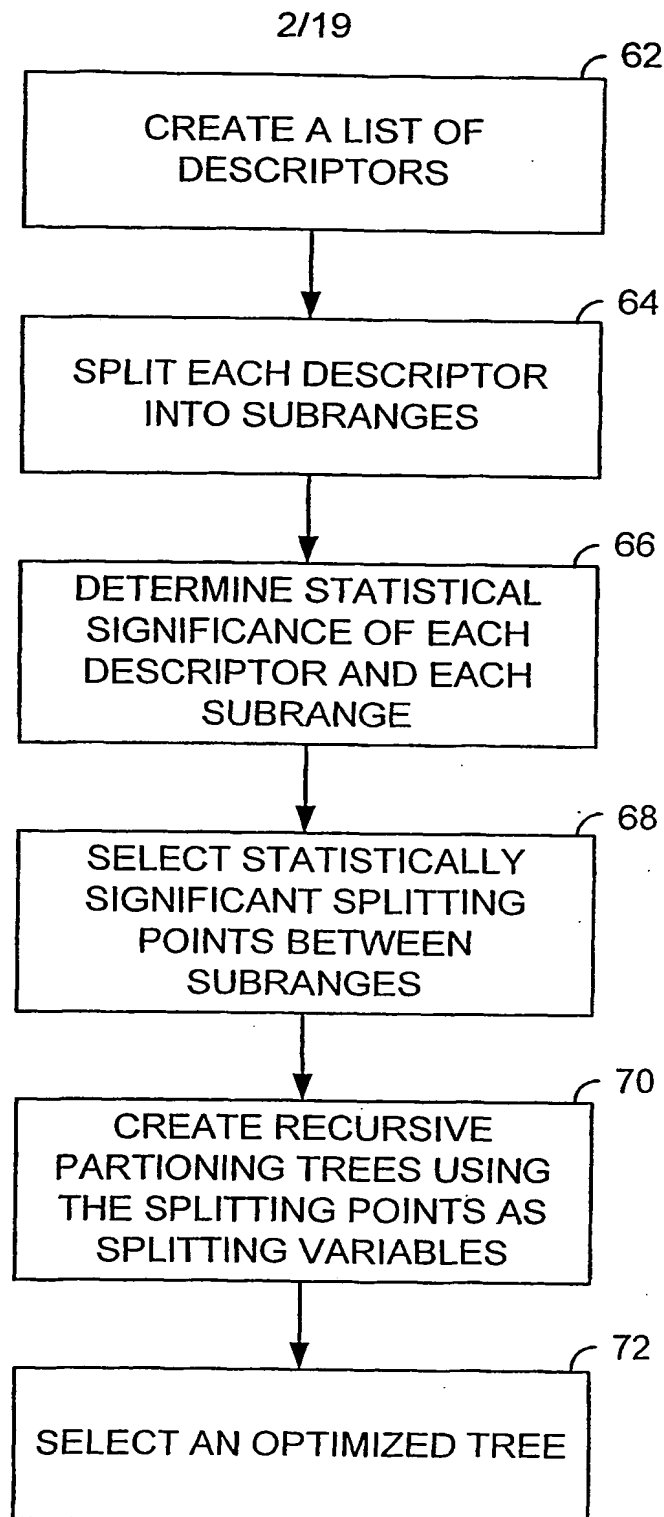 2/19
62
CREATE A LIST OF
DESCRIPTORS
64
SPLIT EACH DESCRIPTOR
INTO SUBRANGES
66
DETERMINE STATISTICAL
SIGNIFICANCE OF EACH
DESCRIPTOR AND EACH
SUBRANGE
68
SELECT STATISTICALLY
SIGNIFICANT SPLITTING
POINTS BETWEEN
SUBRANGES
70
CREATE RECURSIVE
PARTIONING TREES USING
THE SPLITTING POINTS AS
SPLITTING VARIABLES
72
SELECT AN OPTIMIZED TREE